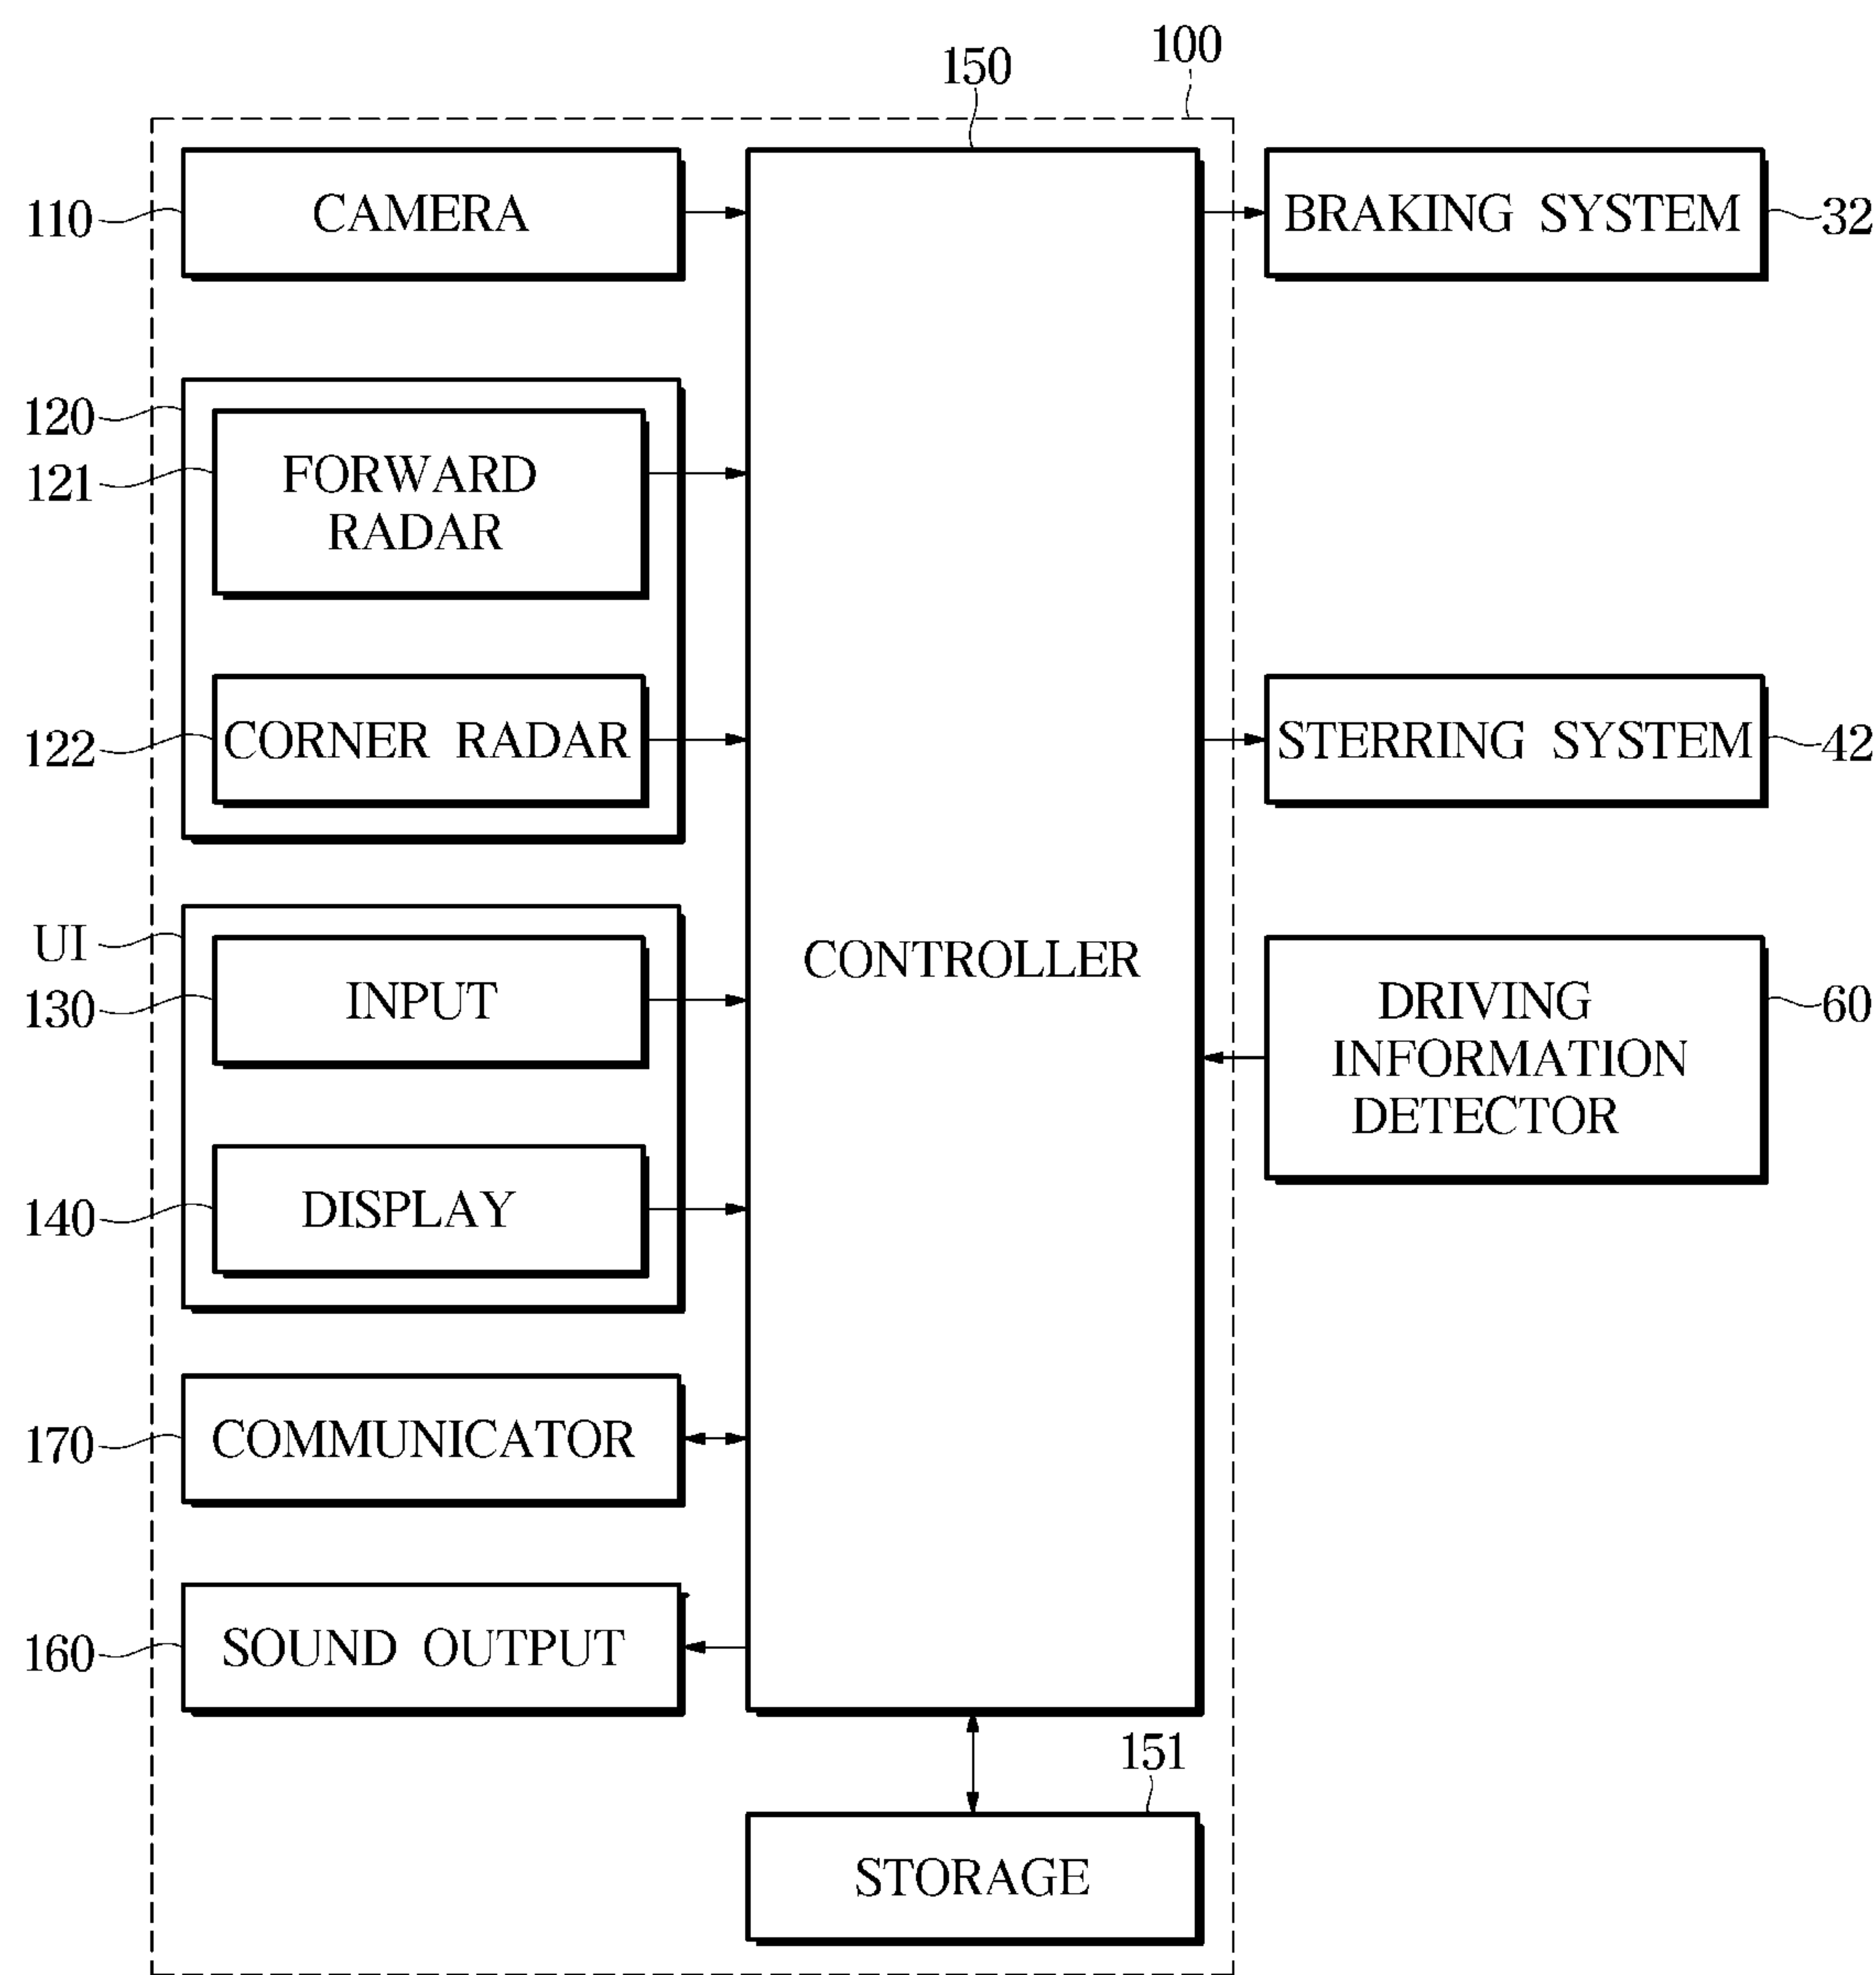 100
150
CAMERA
110
BRAKING SYSTEM
32
120
121
FORWARD
RADAR
122
CORNER RADAR
STERRING SYSTEM
42
UI
130
INPUT
CONTROLLER
DRIVING
INFORMATION
DETECTOR
60
140
DISPLAY
170
COMMUNICATOR
160
SOUND OUTPUT
151
STORAGE